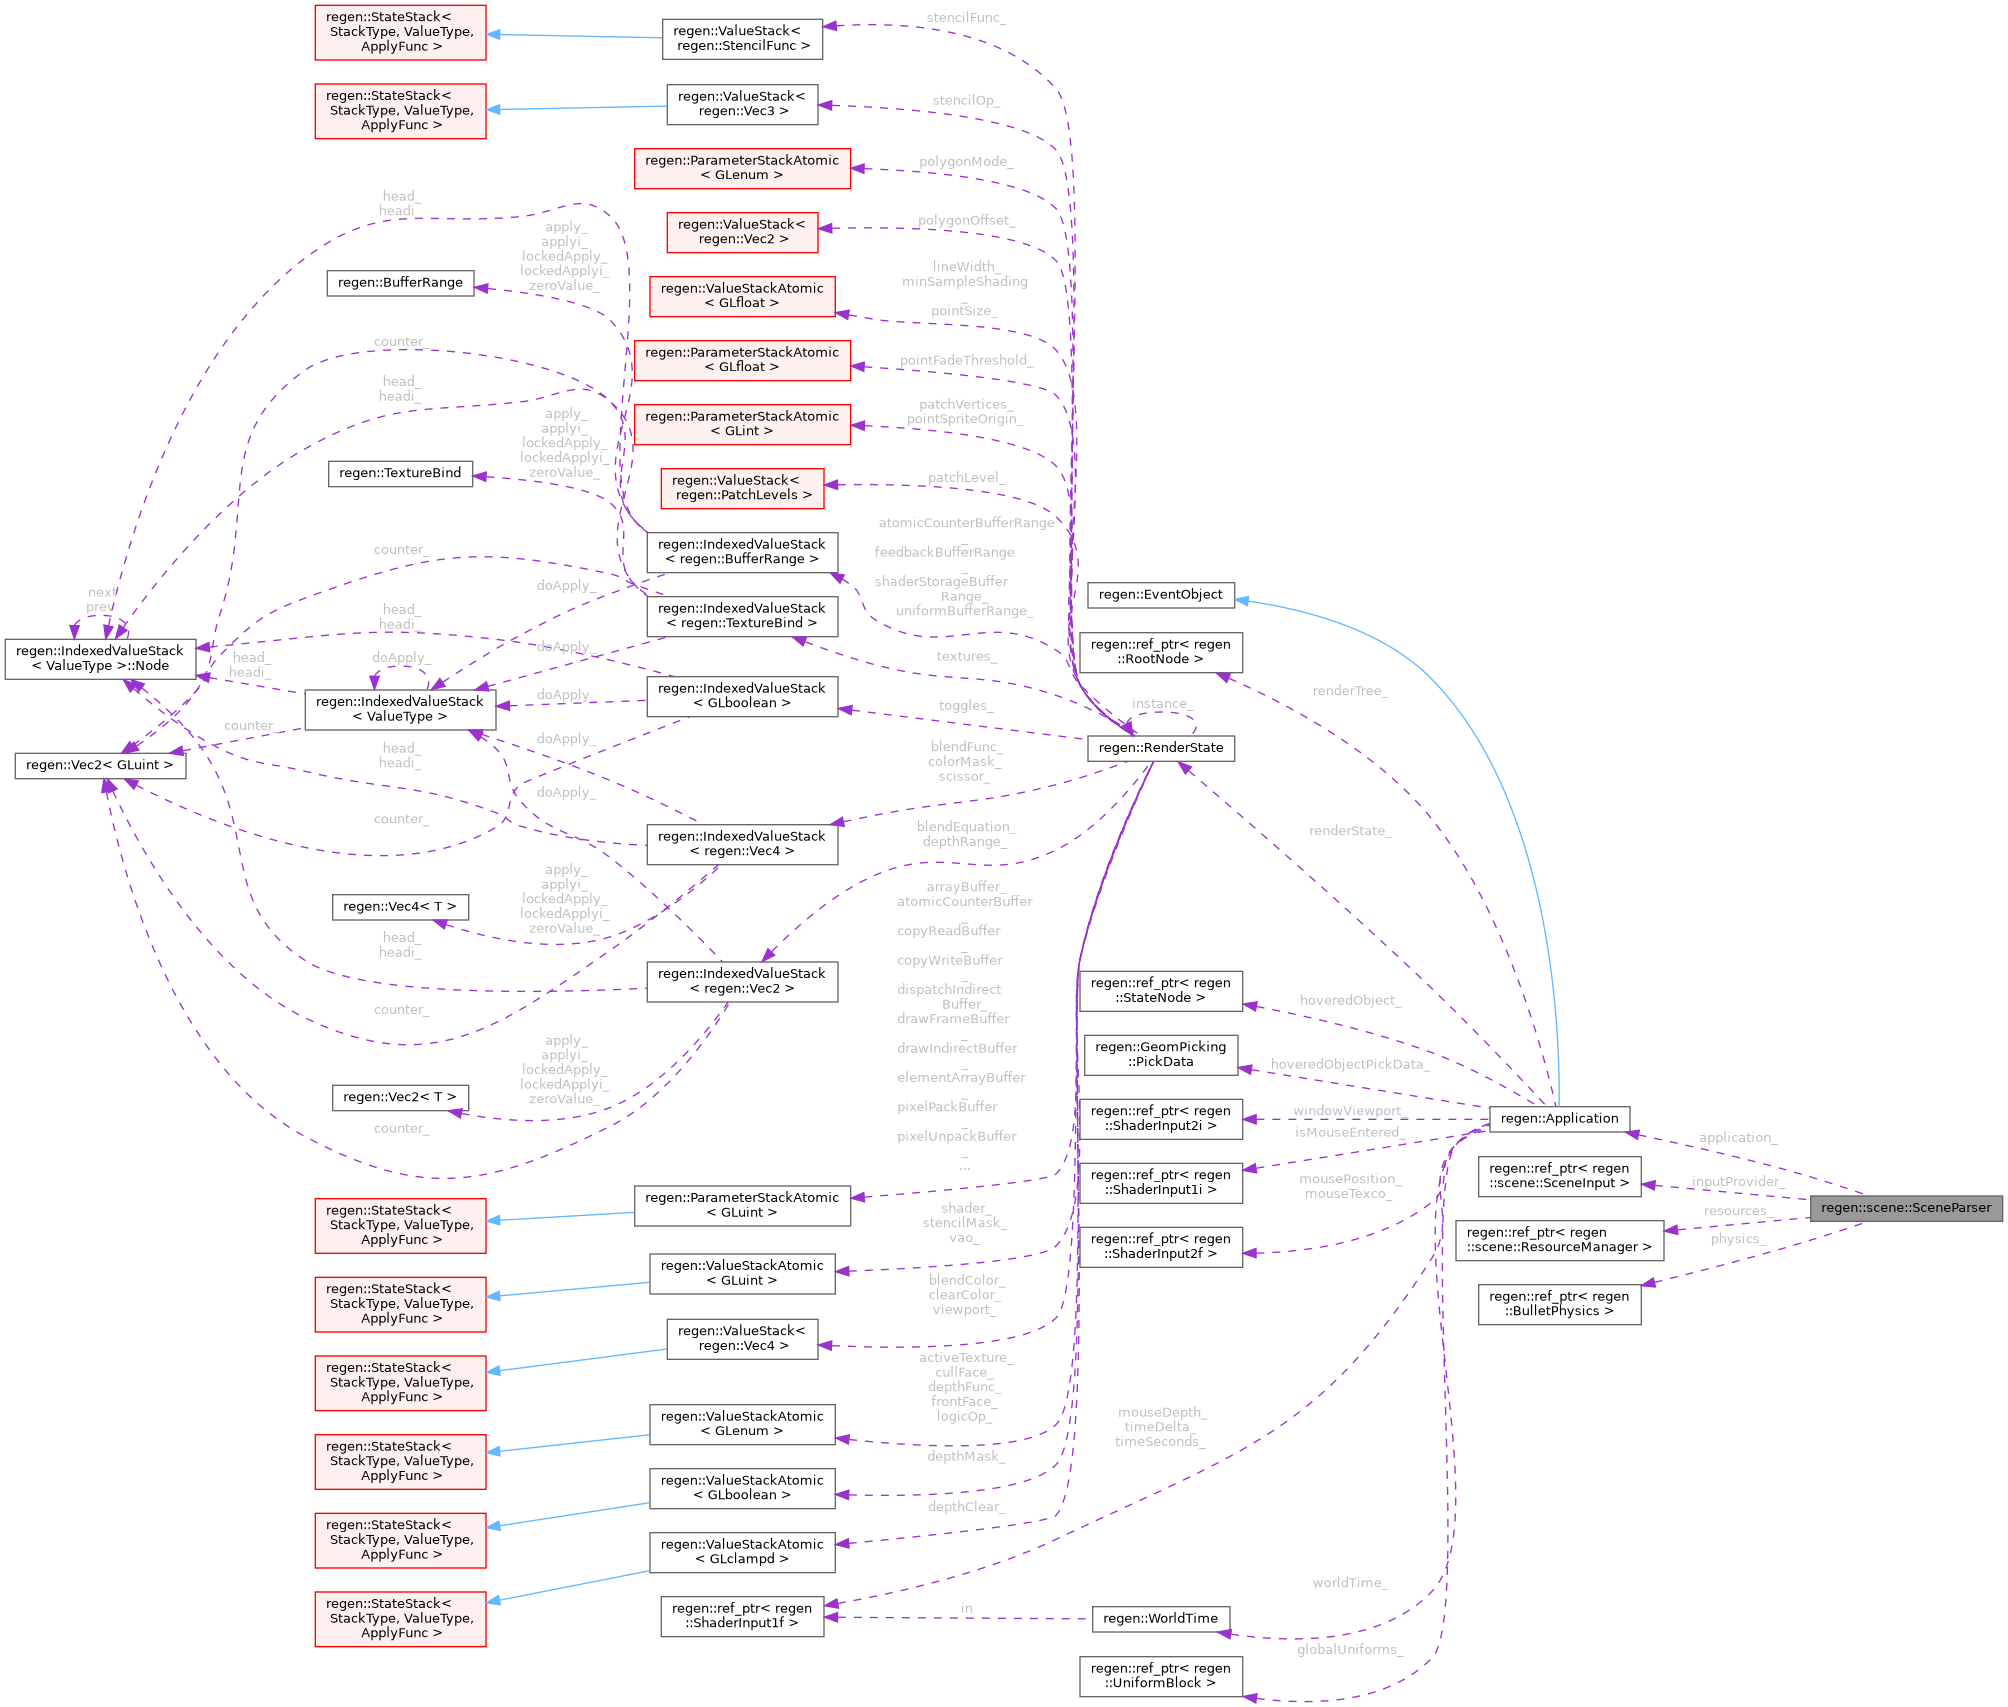 regen::StateStack<
StackType, ValueType,
ApplyFunc >
regen::ValueStack<
regen::StencilFunc >
stencilFunc_
regen::StateStack<
StackType, ValueType,
ApplyFunc >
regen::ValueStack<
regen::Vec3 >
stencilOp_
regen::ParameterStackAtomic
< GLenum >
polygonMode_
regen::ValueStack<
regen::Vec2 >
polygonOffset_
head_
headi_
apply_
applyi_
lockedApply_
lockedApplyi_
zeroValue_
regen::BufferRange
regen::ValueStackAtomic
< GLfloat >
lineWidth_
minSampleShading
_
pointSize_
counter_
regen::ParameterStackAtomic
< GLfloat >
pointFadeThreshold_
head_
headi_
regen::ParameterStackAtomic
< GLint >
patchVertices_
pointSpriteOrigin_
apply_
applyi_
lockedApply_
lockedApplyi_
zeroValue_
regen::TextureBind
regen::ValueStack<
regen::PatchLevels >
patchLevel_
counter_
regen::IndexedValueStack
< regen::BufferRange >
atomicCounterBufferRange
_
feedbackBufferRange
_
shaderStorageBuffer
Range_
uniformBufferRange_
doApply_
regen::EventObject
next_
prev_
head_
headi_
regen::IndexedValueStack
< regen::TextureBind >
regen::IndexedValueStack
< ValueType >::Node
head_
headi_
doApply_
doApply_
textures_
regen::ref_ptr< regen
::RootNode >
renderTree_
regen::IndexedValueStack
< ValueType >
doApply_
regen::IndexedValueStack
< GLboolean >
toggles_
instance_
counter_
regen::RenderState
regen::Vec2< GLuint >
head_
headi_
doApply_
blendFunc_
colorMask_
scissor_
doApply_
counter_
regen::IndexedValueStack
< regen::Vec4 >
blendEquation_
depthRange_
renderState_
regen::Vec4< T >
apply_
applyi_
lockedApply_
lockedApplyi_
zeroValue_
head_
headi_
regen::IndexedValueStack
< regen::Vec2 >
counter_
arrayBuffer_
atomicCounterBuffer
_
copyReadBuffer
_
copyWriteBuffer
_
dispatchIndirect
Buffer_
drawFrameBuffer
_
drawIndirectBuffer
_
elementArrayBuffer
_
pixelPackBuffer
_
pixelUnpackBuffer
_
...
regen::ref_ptr< regen
::StateNode >
hoveredObject_
regen::GeomPicking
::PickData
hoveredObjectPickData_
regen::Vec2< T >
apply_
applyi_
lockedApply_
lockedApplyi_
zeroValue_
counter_
regen::ref_ptr< regen
::ShaderInput2i >
windowViewport_
isMouseEntered_
regen::Application
application_
regen::ref_ptr< regen
::ShaderInput1i >
mousePosition_
mouseTexco_
regen::ref_ptr< regen
::scene::SceneInput >
inputProvider_
regen::scene::SceneParser
regen::StateStack<
StackType, ValueType,
ApplyFunc >
regen::ParameterStackAtomic
< GLuint >
shader_
stencilMask_
vao_
regen::ref_ptr< regen
::ShaderInput2f >
regen::ref_ptr< regen
::scene::ResourceManager >
resources_
physics_
regen::StateStack<
StackType, ValueType,
ApplyFunc >
regen::ValueStackAtomic
< GLuint >
blendColor_
clearColor_
viewport_
regen::ref_ptr< regen
::BulletPhysics >
regen::StateStack<
StackType, ValueType,
ApplyFunc >
regen::ValueStack<
regen::Vec4 >
activeTexture_
cullFace_
depthFunc_
frontFace_
logicOp_
mouseDepth_
timeDelta_
timeSeconds_
regen::StateStack<
StackType, ValueType,
ApplyFunc >
regen::ValueStackAtomic
< GLenum >
depthMask_
regen::StateStack<
StackType, ValueType,
ApplyFunc >
regen::ValueStackAtomic
< GLboolean >
depthClear_
regen::StateStack<
StackType, ValueType,
ApplyFunc >
regen::ValueStackAtomic
< GLclampd >
regen::ref_ptr< regen
::ShaderInput1f >
in
regen::WorldTime
worldTime_
regen::ref_ptr< regen
::UniformBlock >
globalUniforms_